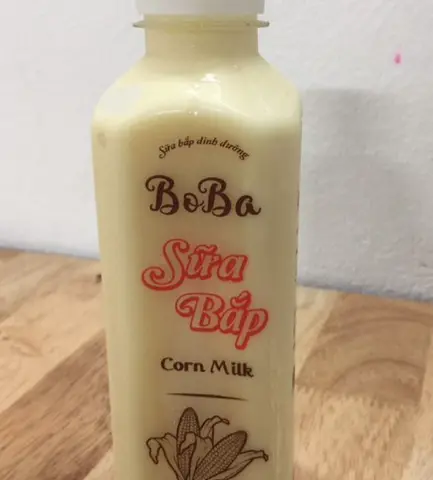 Sữa bắp dinh dưỡng
BoBa
Sữa
Bắp
Corn Milk